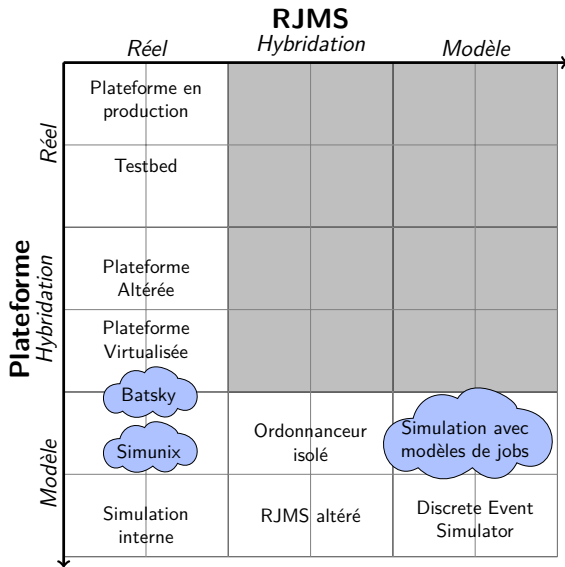 RJMS
Réel
Hybridation
Modèle
Plateforme
Réel
Hybridation
Modèle
Plateforme en
production
Testbed
Plateforme
Altérée
Plateforme
Virtualisée
Batsky
Simunix
Simulation
interne
Ordonnanceur
isolé
RJMS altéré
Simulation avec
modèles de jobs
Discrete Event
Simulator